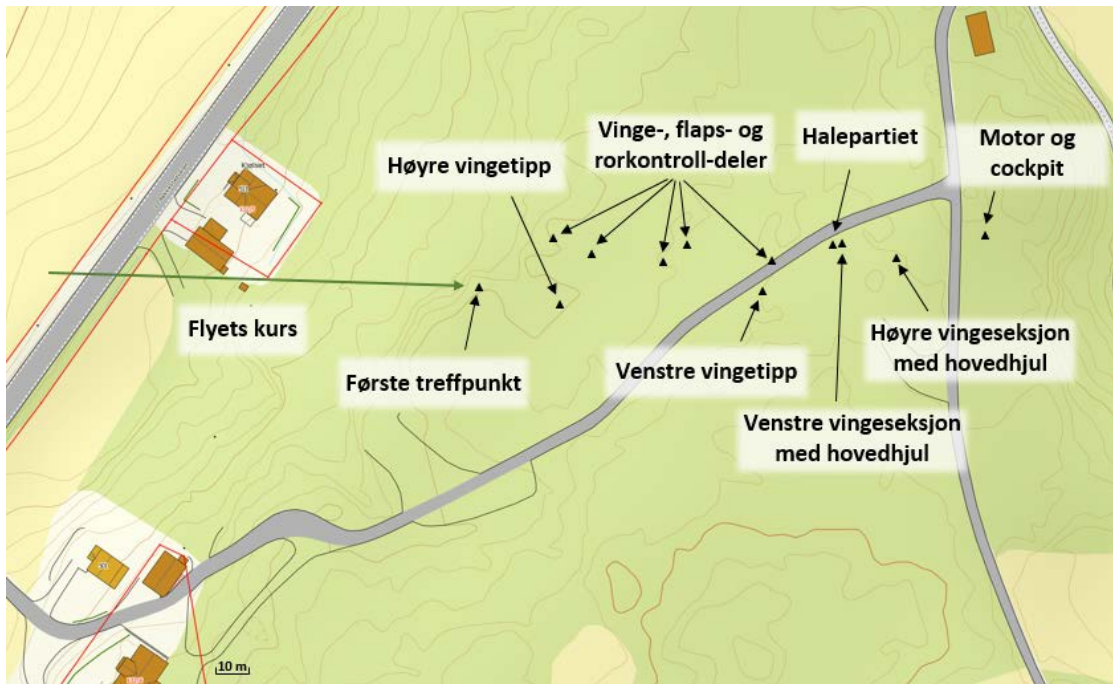 Vinge-, flaps- og
rorkontroll-deler
Halepartiet
Motor og
cockpit
Høyre vingetipp
Flyets kurs
Første treffpunkt
Venstre vingetipp
Høyre vingeseksjon
med hovedhjul
Venstre vingeseksjon
med hovedhjul
10 m